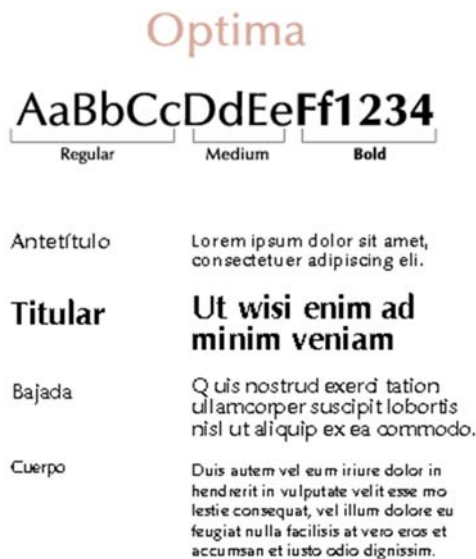 Optima
AaBbCcDdEeFf1234
Regular Medium Bold
Antetítulo
Lorem ipsum dolor sit amet,
consectetuer adipiscing eli.
Titular
Ut wisi enim ad
minim veniam
Bajada
Quis nostrud exerci tation
ullamcorper suscipit lobortis
nisl ut aliquip ex ea commodo.
Cuerpo
Duis autem vel eum iriure dolor in
hendrerit in vulputate velit esse mo
lestie consequat, vel illum dolore eu
feugiat nulla facilisis at vero eros et
accumsan et iusto odio dignissim.